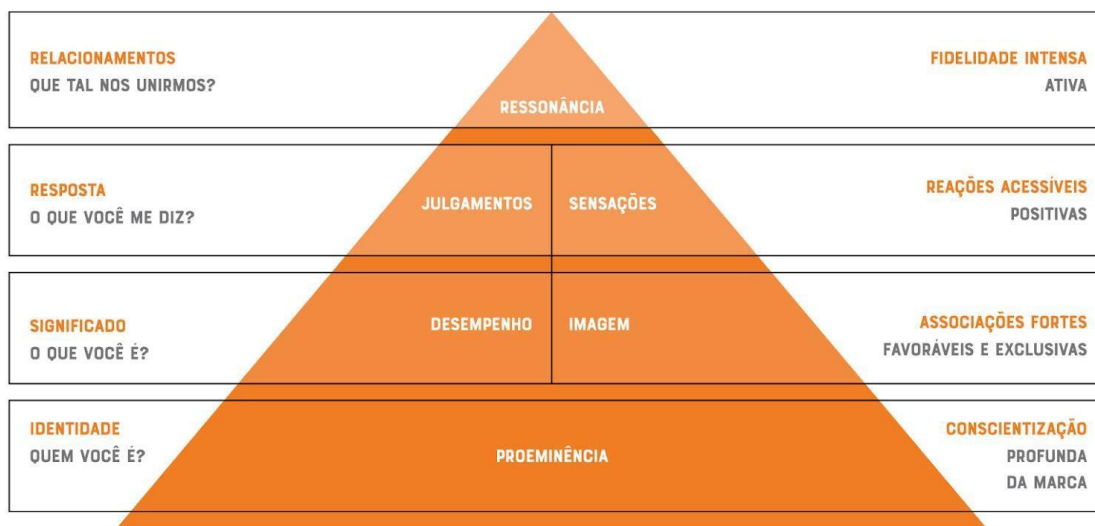 RELACIONAMENTOS
QUE TAL NOS UNIRMOS?
RESSONÂNCIA
FIDELIDADE INTENSA
ATIVA
RESPOSTA
O QUE VOCÊ ME DIZ?
JULGAMENTOS
SENSAÇÕES
REAÇÕES ACESSÍVEIS
POSITIVAS
SIGNIFICADO
O QUE VOCÊ É?
DESEMPENHO
IMAGEM
ASSOCIAÇÕES FORTES
FAVORÁVEIS E EXCLUSIVAS
IDENTIDADE
QUEM VOCÊ É?
PROEMINÊNCIA
CONSCIENTIZAÇÃO
PROFUNDA
DA MARCA